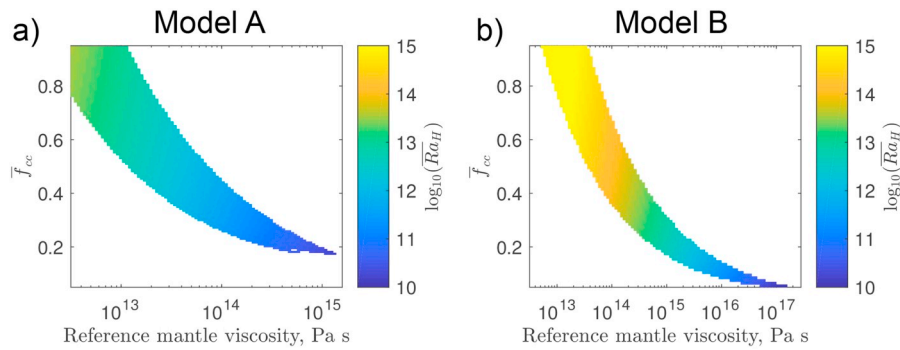 Model A
Model B
a)
b)
0.8
0.6
0.4
0.2
f̅cc
10^13
10^14
10^15
Reference mantle viscosity, Pa s
15
14
13
12
11
10
log10(R̅a̅H)
0.8
0.6
0.4
0.2
f̅cc
10^13
10^14
10^15
10^16
10^17
Reference mantle viscosity, Pa s
15
14
13
12
11
10
log10(R̅a̅H)